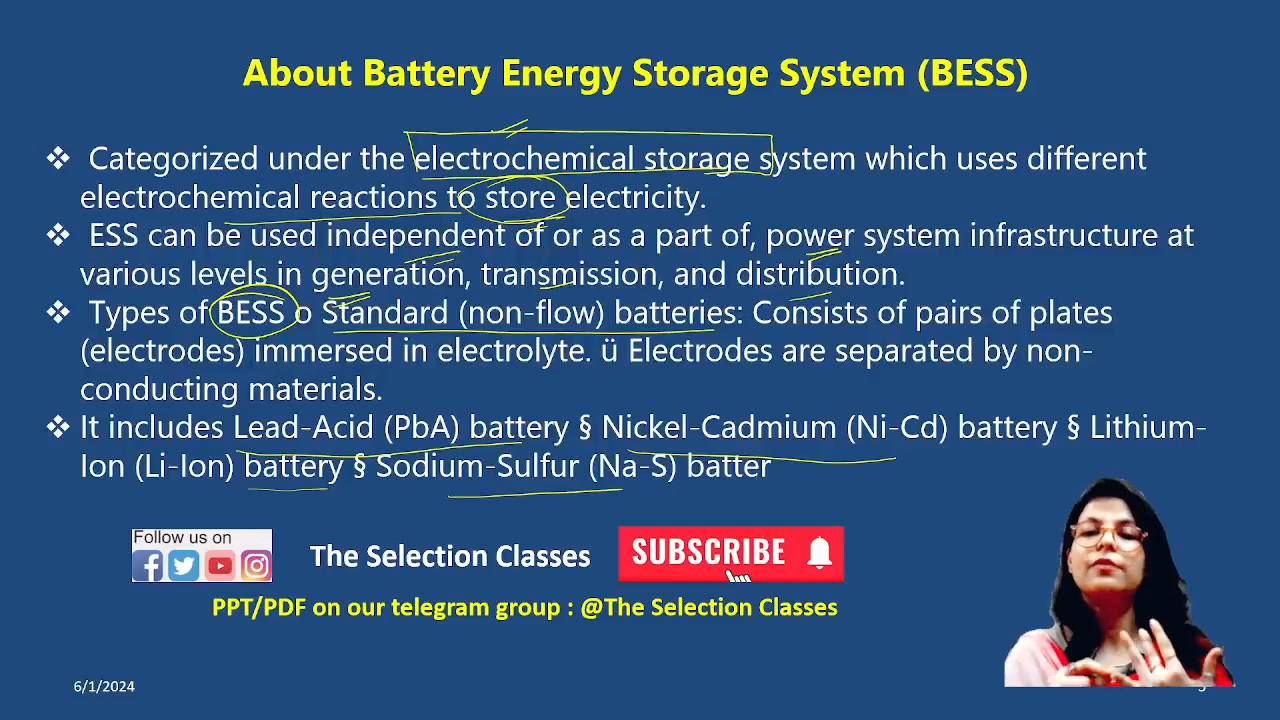 About Battery Energy Storage System (BESS)
❖ Categorized under the electrochemical storage system which uses different
electrochemical reactions to store electricity.
❖ ESS can be used independent of or as a part of, power system infrastructure at
various levels in generation, transmission, and distribution.
❖ Types of BESS o Standard (non-flow) batteries: Consists of pairs of plates
(electrodes) immersed in electrolyte. ü Electrodes are separated by non-
conducting materials.
❖ It includes Lead-Acid (PbA) battery § Nickel-Cadmium (Ni-Cd) battery § Lithium-
Ion (Li-Ion) battery § Sodium-Sulfur (Na-S) batter
Follow us on
The Selection Classes
SUBSCRIBE
PPT/PDF on our telegram group : @The Selection Classes
6/1/2024